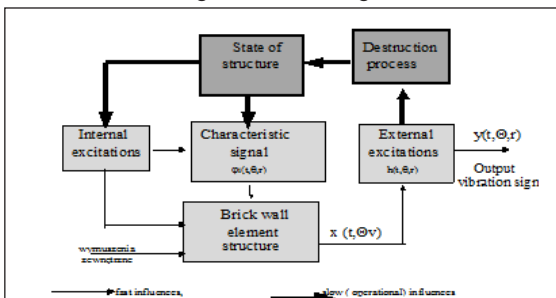 State of
structure
Destruction
process
Internal
excitations
Characteristic
signal
φi(t,Θ,r)
External
excitations
h(t,Θ,r)
y(t,Θ,r)
Output
vibration sign
Brick wall
element
structure
x (t,Θv)
wymuszenia
zewnętrzne
fast influences,
slow ( operational) influences